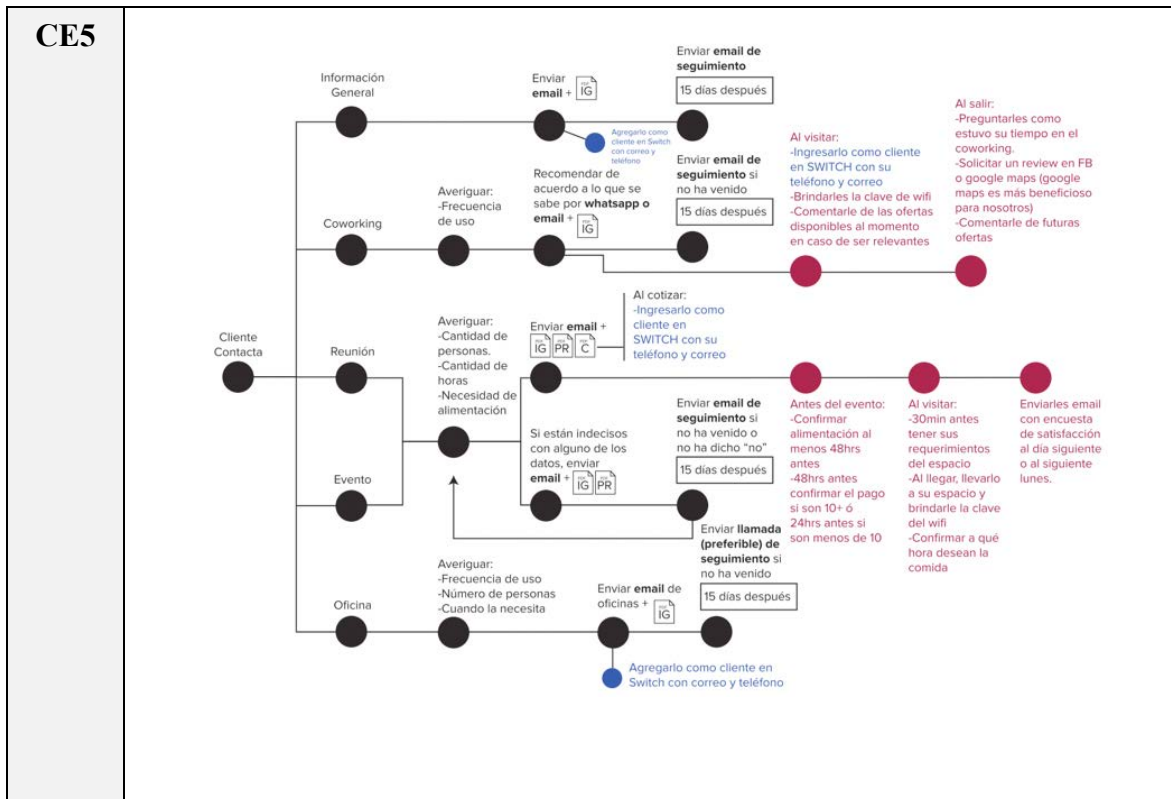 CE5
Información
General
Enviar
email +
PDF
IG
Agregarlo como
cliente en Switch
con correo y
teléfono
Enviar email de
seguimiento
15 días después
Coworking
Averiguar:
-Frecuencia
de uso
Recomendar de
acuerdo a lo que se
sabe por whatsapp o
email +
PDF
IG
Enviar email de
seguimiento si
no ha venido
15 días después
Al visitar:
-Ingresarlo como cliente
en SWITCH con su
teléfono y correo
-Brindarles la clave de wifi
-Comentarle de las ofertas
disponibles al momento
en caso de ser relevantes
Al salir:
-Preguntarles como
estuvo su tiempo en el
coworking.
-Solicitar un review en FB
o google maps (google
maps es más beneficioso
para nosotros)
-Comentarle de futuras
ofertas
Cliente
Contacta
Reunión
Evento
Averiguar:
-Cantidad de
personas.
-Cantidad de
horas
-Necesidad de
alimentación
Enviar email +
PDF PDF PDF
IG PR C
Al cotizar:
-Ingresarlo como
cliente en
SWITCH con su
teléfono y correo
Si están indecisos
con alguno de los
datos, enviar
email +
PDF PDF
IG PR
Enviar email de
seguimiento si
no ha venido o
no ha dicho “no”
15 días después
Antes del evento:
-Confirmar
alimentación al
menos 48hrs
antes
-48hrs antes
confirmar el pago
si son 10+ ó
24hrs antes si
son menos de 10
Al visitar:
-30min antes
tener sus
requerimientos
del espacio
-Al llegar, llevarlo
a su espacio y
brindarle la clave
del wifi
-Confirmar a qué
hora desean la
comida
Enviarles email
con encuesta
de satisfacción
al día siguiente
o al siguiente
lunes.
Oficina
Averiguar:
-Frecuencia de uso
-Número de personas
-Cuando la necesita
Enviar email de
oficinas +
PDF
IG
Agregarlo como cliente en
Switch con correo y teléfono
Enviar llamada
(preferible) de
seguimiento si
no ha venido
15 días después